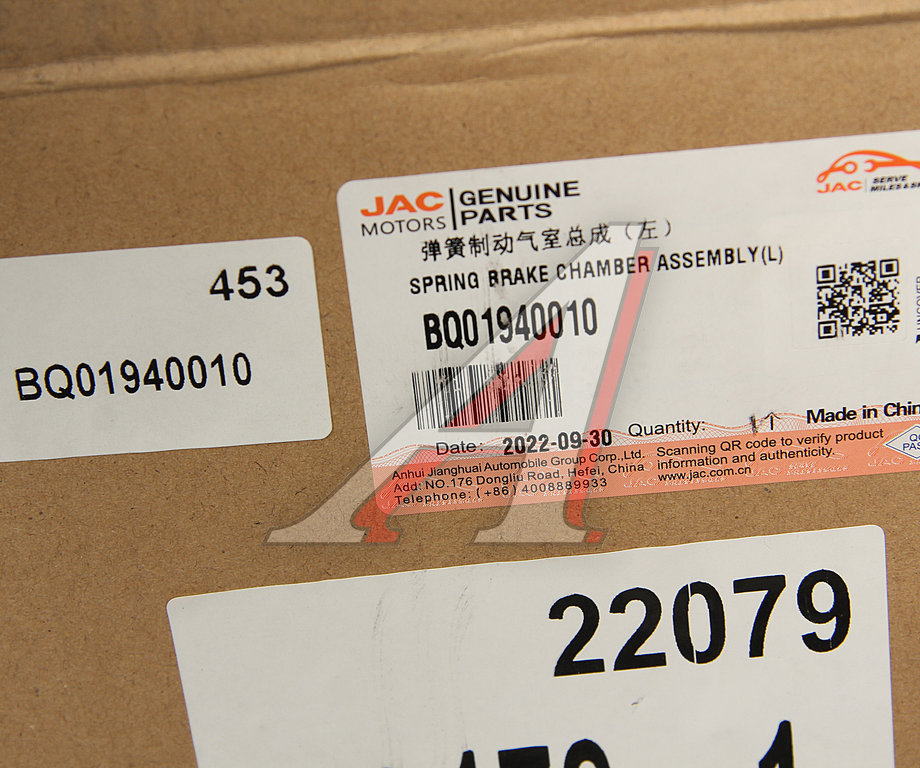 453
BQ01940010
JAC
MOTORS
GENUINE
PARTS
JAC
SERVE
弹簧制动气室总成（左）
SPRING BRAKE CHAMBER ASSEMBLY(L)
BQ01940010
Date: 2022-09-30
Quantity:
Made in
Anhui Jianghuai Automobile Group Corp.,Ltd.
Add: NO.176 Dongliu Road, Hefei, China
Telephone: (+86)4008889933
Scanning QR code to verify product
information and authenticity.
www.jac.com.cn
22079
1